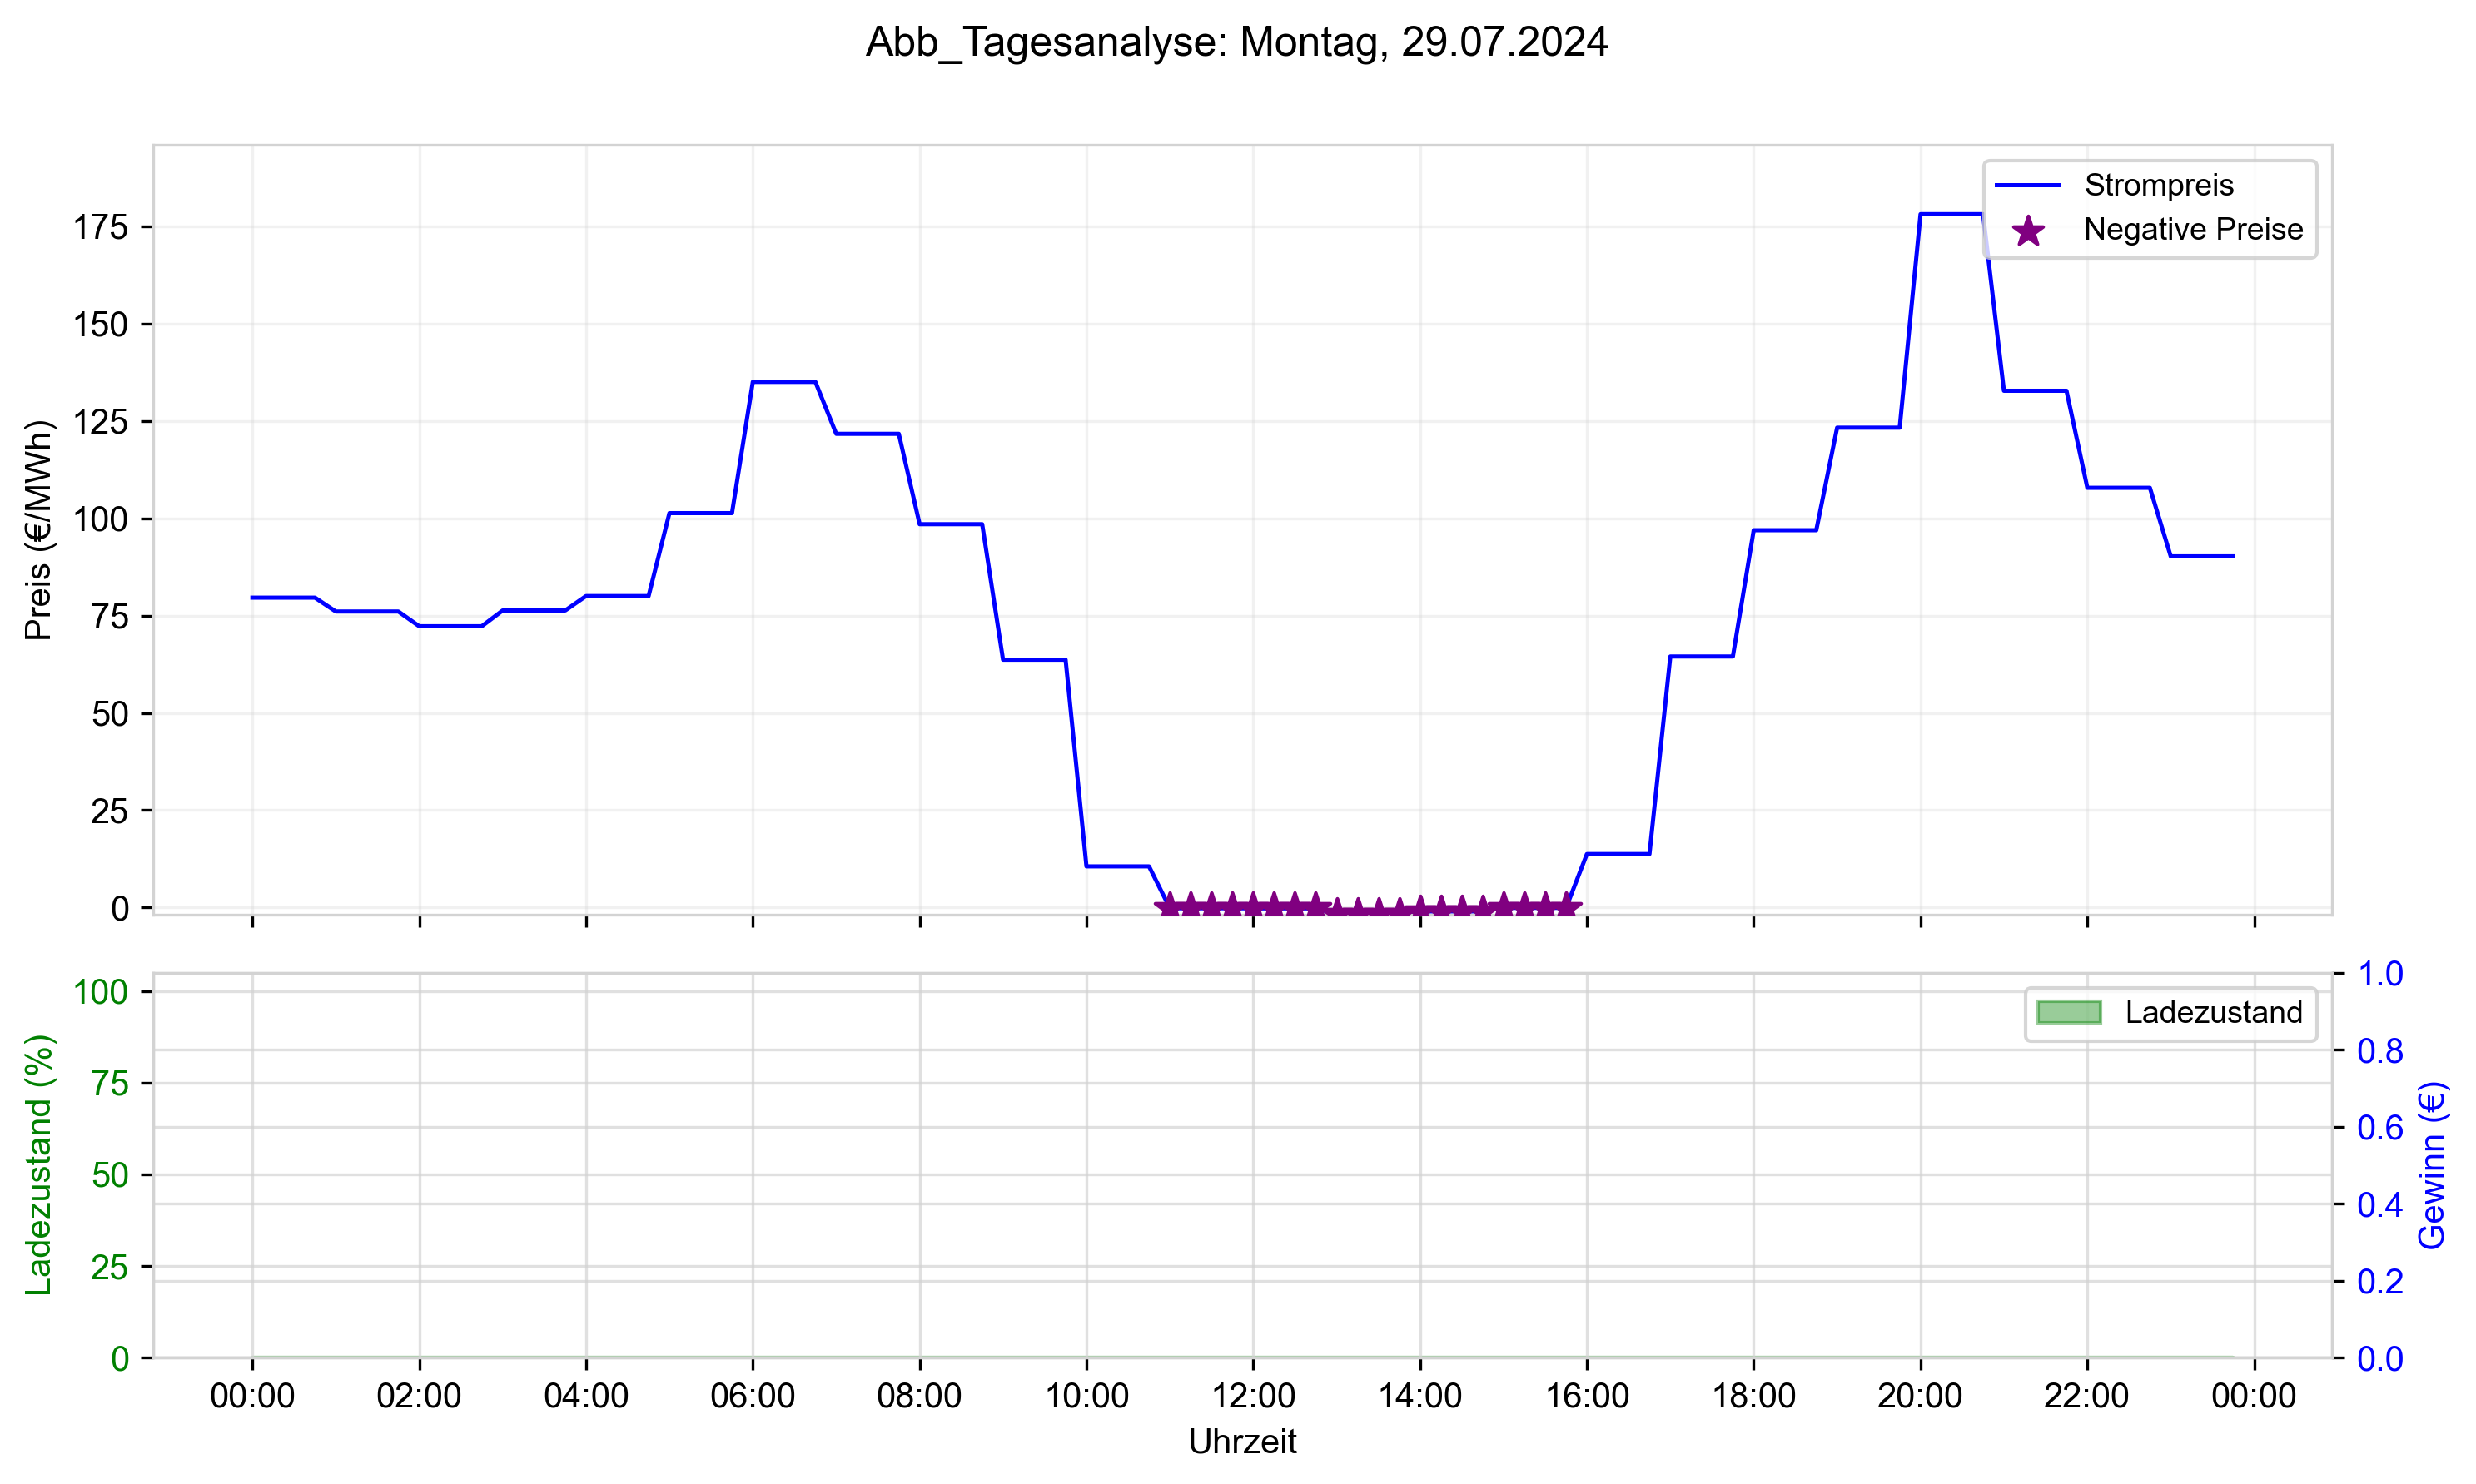 Abb_Tagesanalyse: Montag, 29.07.2024
Preis (€/MWh)
175
150
125
100
75
50
25
0
Strompreis
Negative Preise
Ladezustand (%)
100
75
50
25
0
Ladezustand
1.0
0.8
0.6
0.4
0.2
0.0
Gewinn (€)
00:00 02:00 04:00 06:00 08:00 10:00 12:00 14:00 16:00 18:00 20:00 22:00 00:00
Uhrzeit